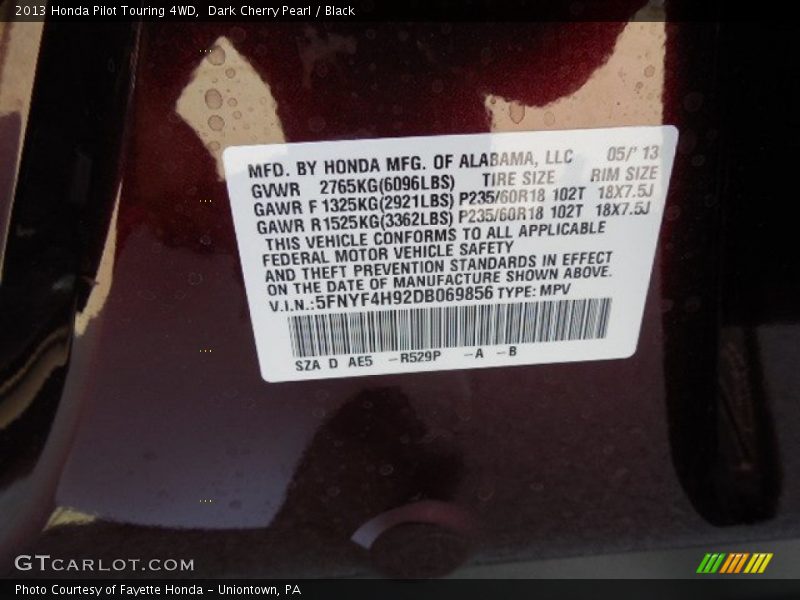 2013 Honda Pilot Touring 4WD, Dark Cherry Pearl / Black
MFD. BY HONDA MFG. OF ALABAMA, LLC 05/' 13
GVWR 2765KG(6096LBS) TIRE SIZE RIM SIZE
GAWR F 1325KG(2921LBS) P235/60R18 102T 18X7.5J
GAWR R1525KG(3362LBS) P235/60R18 102T 18X7.5J
THIS VEHICLE CONFORMS TO ALL APPLICABLE
FEDERAL MOTOR VEHICLE SAFETY
AND THEFT PREVENTION STANDARDS IN EFFECT
ON THE DATE OF MANUFACTURE SHOWN ABOVE.
V.I.N.:5FNYF4H92DB069856 TYPE: MPV
SZA D AE5 -R529P -A -B
GTCARLOT.COM
Photo Courtesy of Fayette Honda - Uniontown, PA